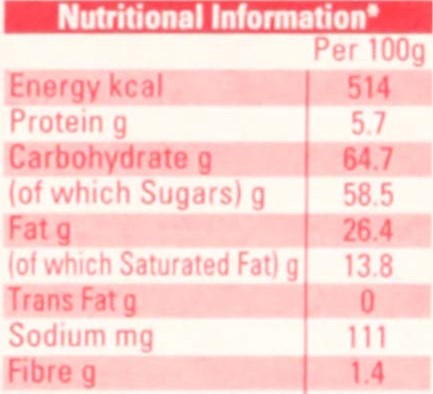 Nutritional Information*
Per 100g
Energy kcal 514
Protein g 5.7
Carbohydrate g 64.7
(of which Sugars) g 58.5
Fat g 26.4
(of which Saturated Fat) g 13.8
Trans Fat g 0
Sodium mg 111
Fibre g 1.4